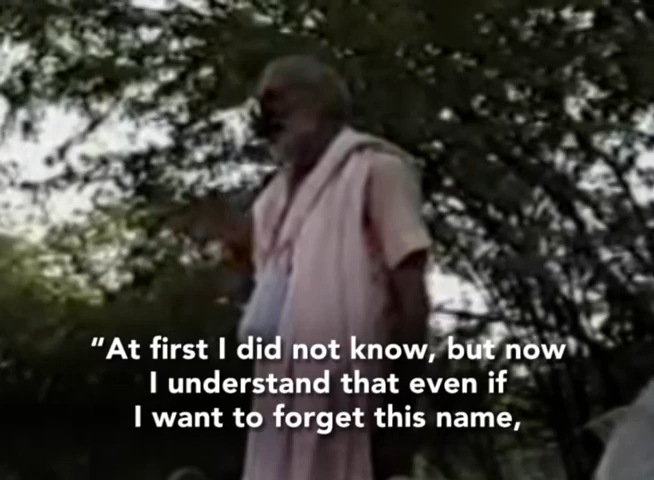 “At first I did not know, but now
I understand that even if
I want to forget this name,